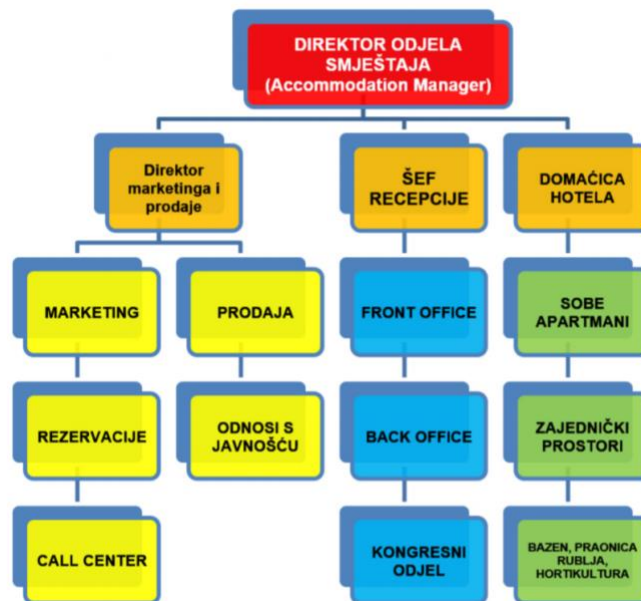 DIREKTOR ODJELA
SMJEŠTAJA
(Accommodation Manager)
Direktor
marketinga i
prodaje
ŠEF
RECEPCIJE
DOMAĆICA
HOTELA
MARKETING
PRODAJA
FRONT OFFICE
SOBE
APARTMANI
REZERVACIJE
ODNOSI S
JAVNOŠĆU
BACK OFFICE
ZAJEDNIČKI
PROSTORI
CALL CENTER
KONGRESNI
ODJEL
BAZEN, PRAONICA
RUBLJA,
HORTIKULTURA